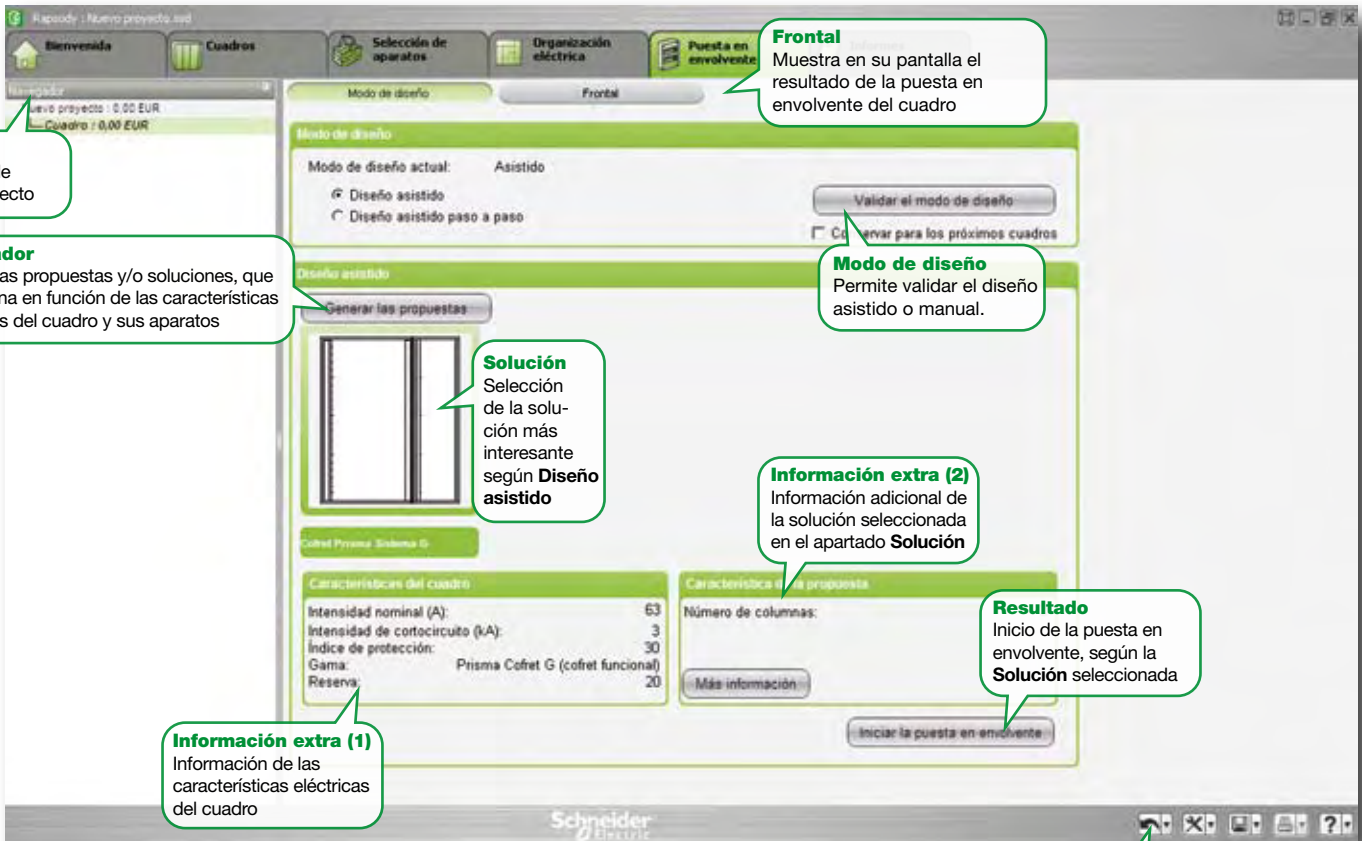 Rapsody : Nuevo proyecto.xvd
Bienvenida
Cuadros
Selección de
aparatos
Organización
eléctrica
Puesta en
envolvente
Informes
Frontal
Muestra en su pantalla el
resultado de la puesta en
envolvente del cuadro
Navegador
Nuevo proyecto : 0,00 EUR
Cuadro : 0,00 EUR
Modo de diseño
Frontal
Modo de diseño
Modo de diseño actual: Asistido
Diseño asistido
Diseño asistido paso a paso
Validar el modo de diseño
Conservar para los próximos cuadros
Modo de diseño
Permite validar el diseño
asistido o manual.
Diseño asistido
Generar las propuestas
as propuestas y/o soluciones, que
na en función de las características
s del cuadro y sus aparatos
Solución
Selección
de la solu-
ción más
interesante
según Diseño
asistido
Cofret Prisma Sistema G
Información extra (2)
Información adicional de
la solución seleccionada
en el apartado Solución
Características del cuadro
Intensidad nominal (A): 63
Intensidad de cortocircuito (kA): 3
Índice de protección: 30
Gama: Prisma Cofret G (cofret funcional)
Reserva: 20
Característica de la propuesta
Número de columnas:
Más información
Resultado
Inicio de la puesta en
envolvente, según la
Solución seleccionada
Iniciar la puesta en envolvente
Información extra (1)
Información de las
características eléctricas
del cuadro
Schneider
Electric